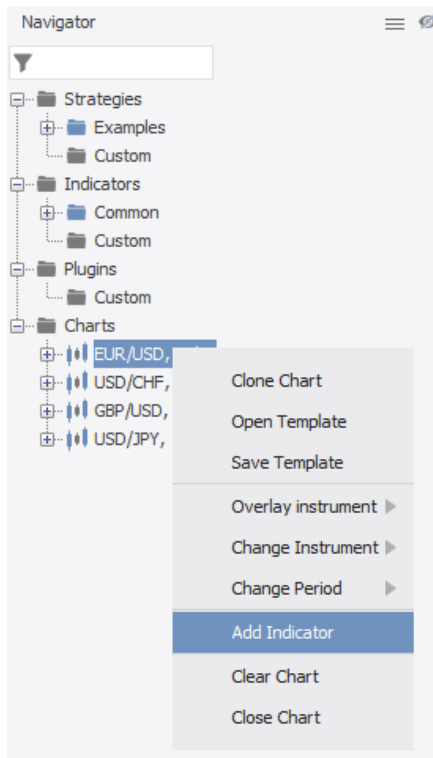 Navigator
Strategies
Examples
Custom
Indicators
Common
Custom
Plugins
Custom
Charts
EUR/USD,
USD/CHF,
GBP/USD,
USD/JPY,
Clone Chart
Open Template
Save Template
Overlay instrument
Change Instrument
Change Period
Add Indicator
Clear Chart
Close Chart